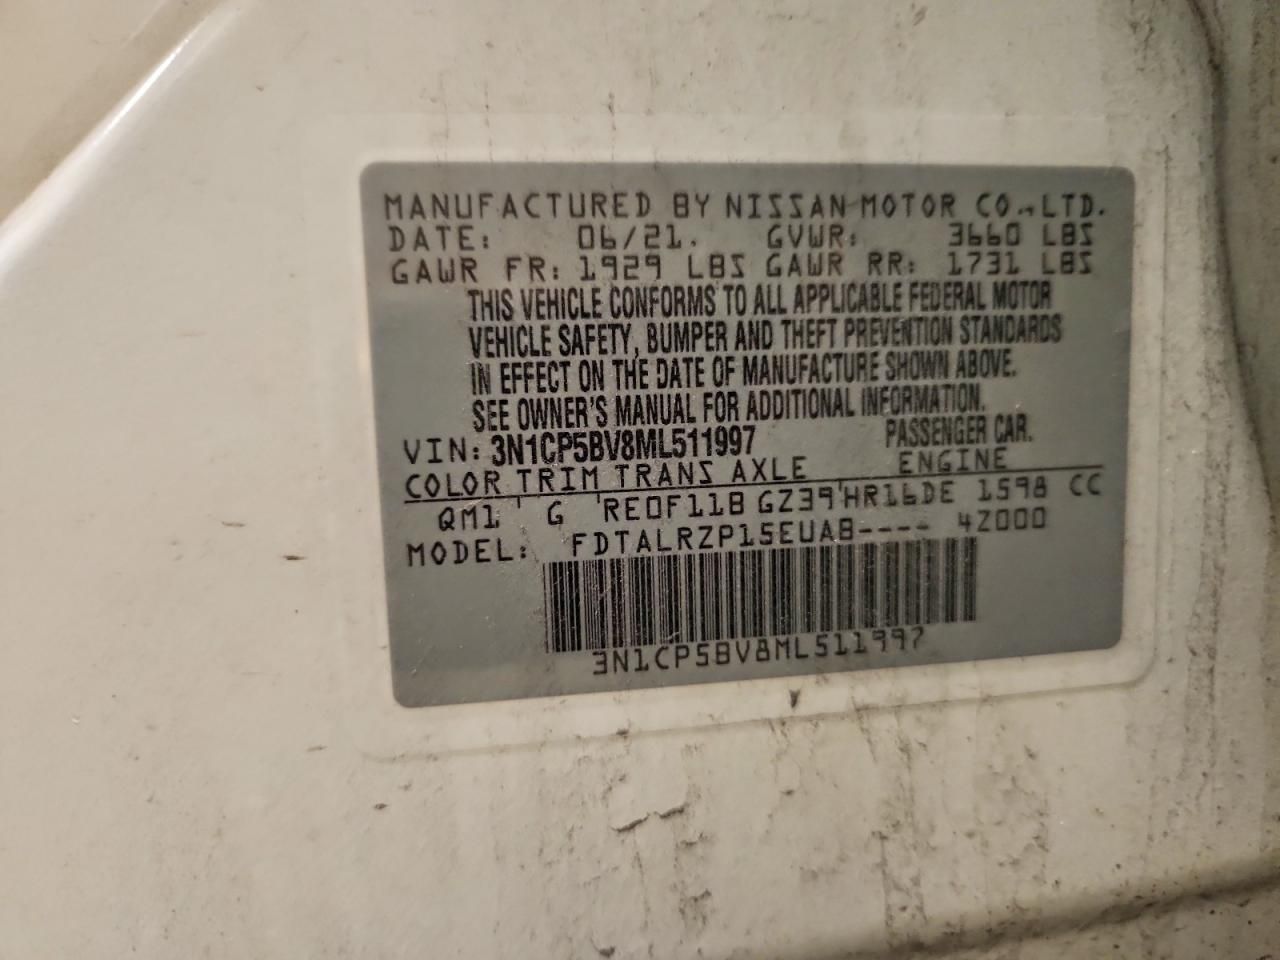 MANUFACTURED BY NISSAN MOTOR CO.,LTD.
DATE: 06/21. GVWR: 3660 LBS
GAWR FR: 1929 LBS GAWR RR: 1731 LBS
THIS VEHICLE CONFORMS TO ALL APPLICABLE FEDERAL MOTOR
VEHICLE SAFETY, BUMPER AND THEFT PREVENTION STANDARDS
IN EFFECT ON THE DATE OF MANUFACTURE SHOWN ABOVE.
SEE OWNER'S MANUAL FOR ADDITIONAL INFORMATION.
VIN: 3N1CP5BV8ML511997 PASSENGER CAR.
COLOR TRIM TRANS AXLE ENGINE
QM1 G RE0F11B GZ39 HR16DE 1598 CC
MODEL: FDTALRZP15EUAB---- 4Z000
3N1CP5BV8ML511997